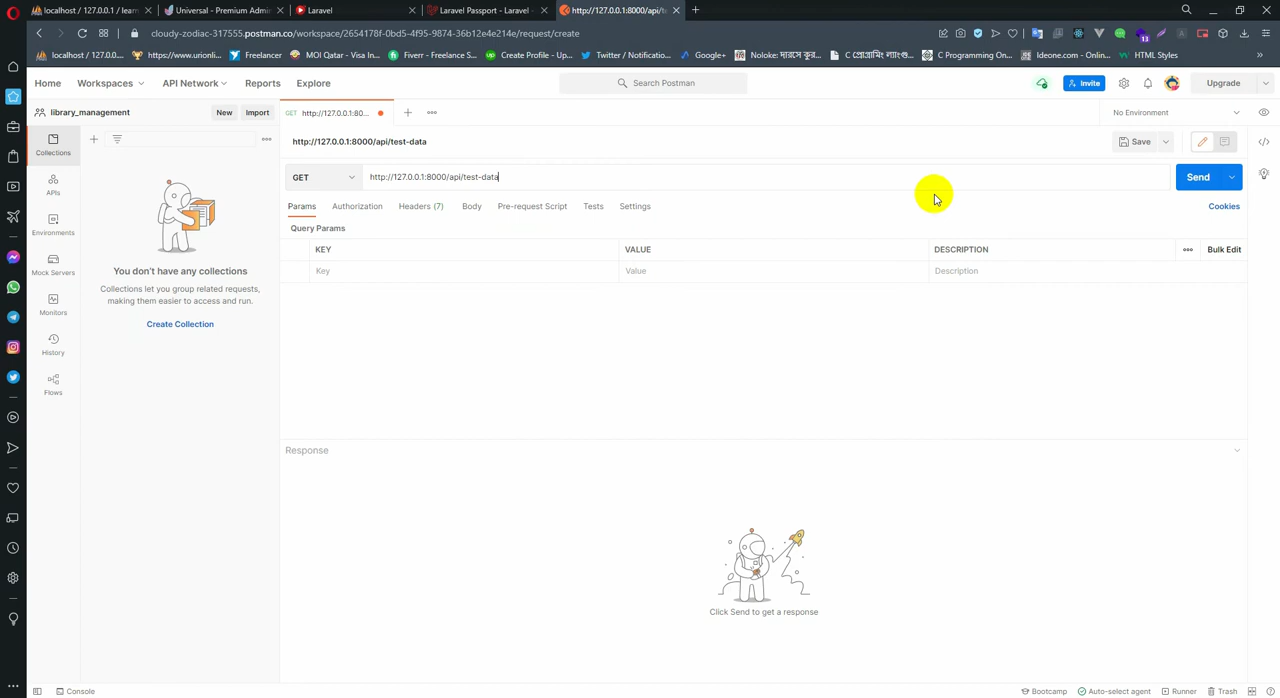 localhost / 127.0.0.1 / learn
Universal - Premium Admin
Laravel
Laravel Passport - Laravel -
http://127.0.0.1:8000/api/t
cloudy-zodiac-317555.postman.co/workspace/2654178f-0bd5-4f95-9874-36b12e4e214e/request/create
localhost / 127.0.0....
https://www.urionli...
Freelancer
MOI Qatar - Visa In...
Fiverr - Freelance S...
Create Profile - Up...
Twitter / Notificatio...
Google+
Noloke: দারসে কুর...
C প্রোগ্রামিং ল্যাংগু...
C Programming On...
Ideone.com - Onlin...
HTML Styles
Home
Workspaces
API Network
Reports
Explore
Search Postman
Invite
Upgrade
library_management
New
Import
GET http://127.0.0.1:80...
No Environment
Collections
APIs
Environments
Mock Servers
Monitors
History
Flows
You don't have any collections
Collections let you group related requests,
making them easier to access and run.
Create Collection
http://127.0.0.1:8000/api/test-data
Save
GET
http://127.0.0.1:8000/api/test-data
Send
Params
Authorization
Headers (7)
Body
Pre-request Script
Tests
Settings
Cookies
Query Params
KEY
VALUE
DESCRIPTION
Bulk Edit
Key
Value
Description
Response
Click Send to get a response
Console
Bootcamp
Auto-select agent
Runner
Trash